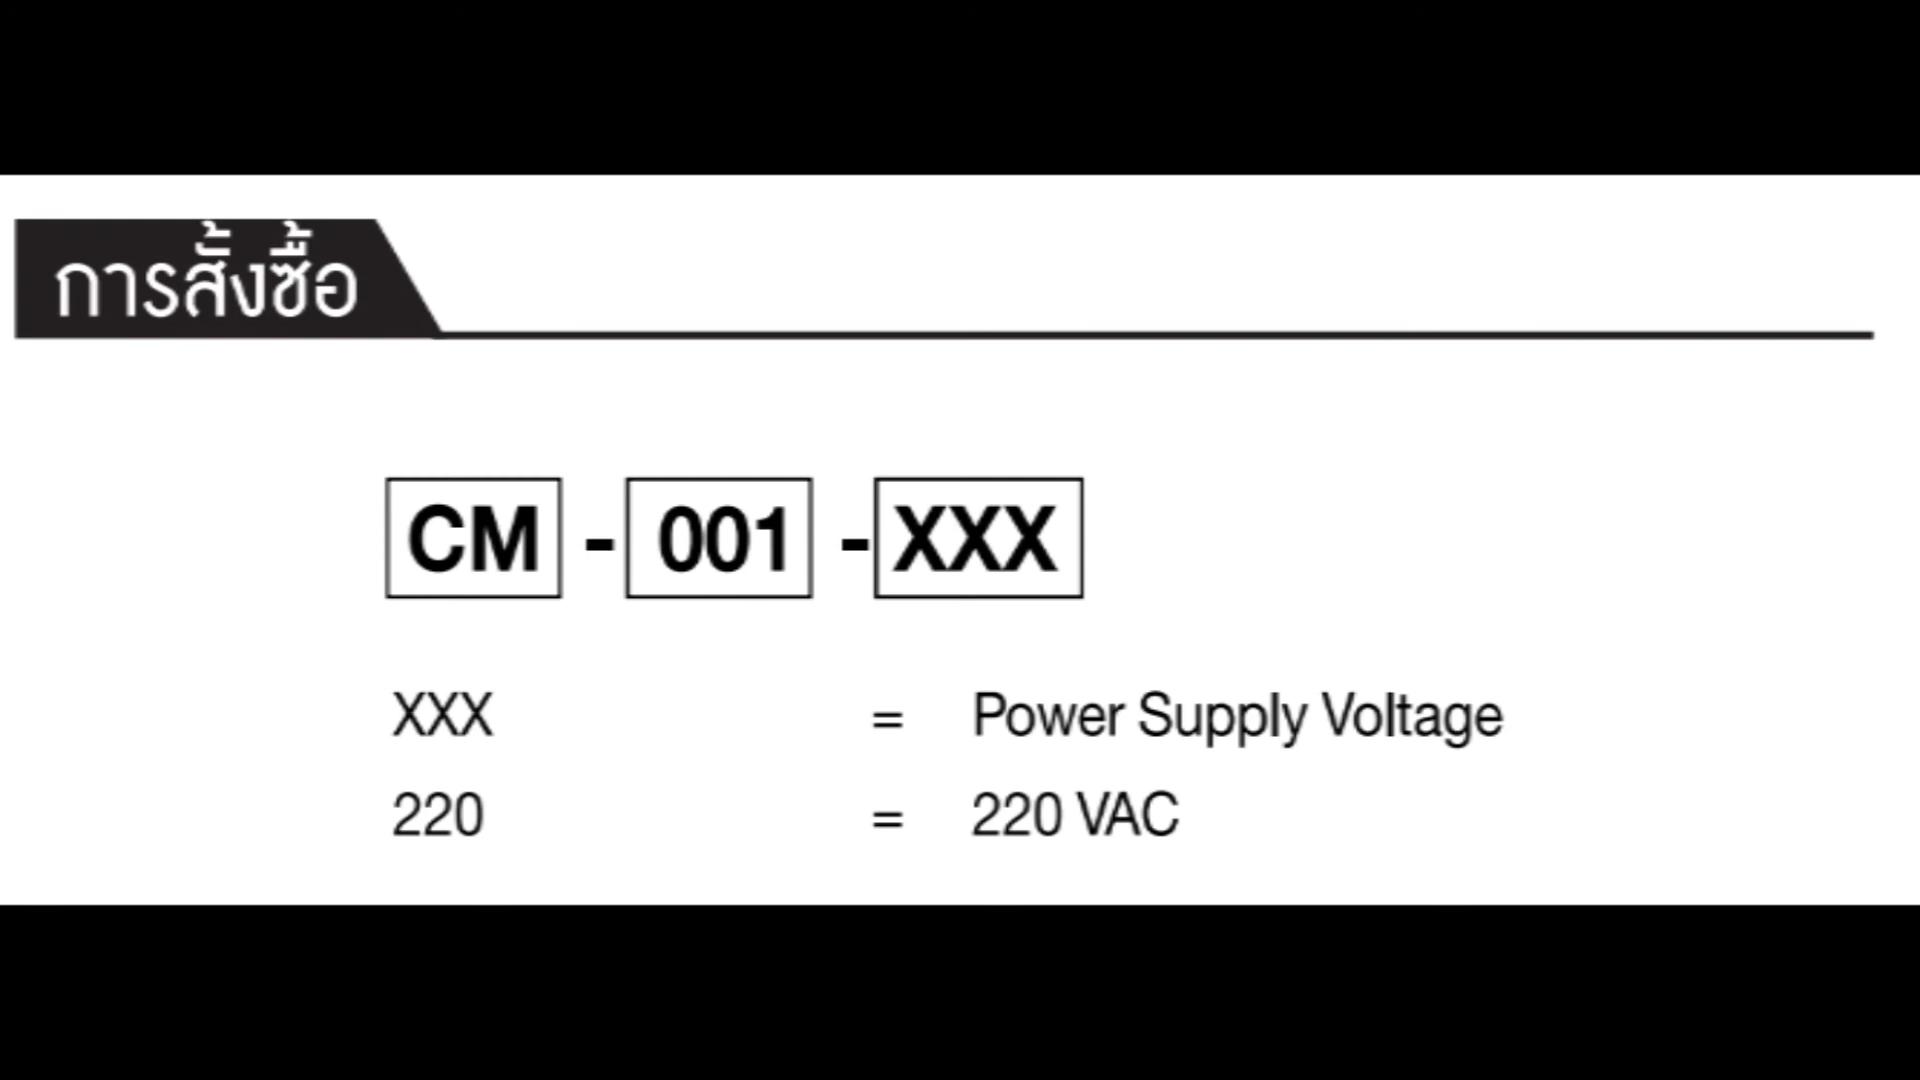 การสั้งซื้อ
CM - 001 - XXX
XXX = Power Supply Voltage
220 = 220 VAC